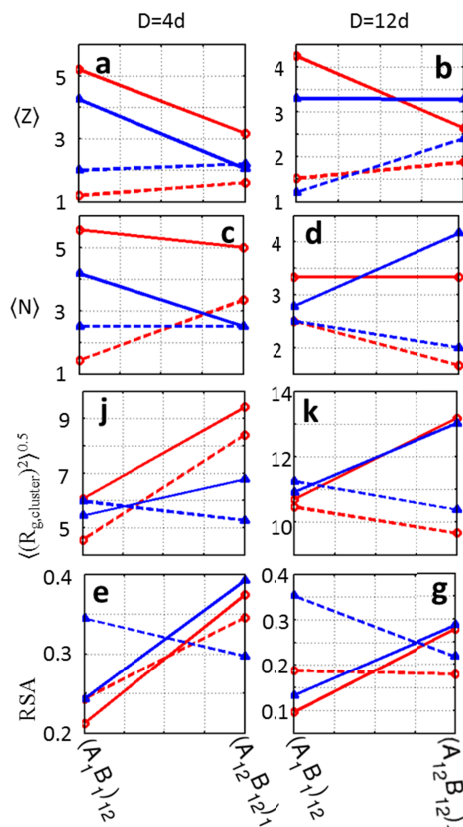 D=4d D=12d
a b
⟨Z⟩
5
3
1
4
3
2
1
c d
⟨N⟩
5
3
1
4
3
2
j k
⟨(R_{g,cluster})²⟩^{0.5}
9
7
5
14
12
10
e g
RSA
0.4
0.3
0.2
0.4
0.3
0.2
0.1
(A₁B₁)₁₂ (A₁₂B₁₂)₁ (A₁B₁)₁₂ (A₁₂B₁₂)